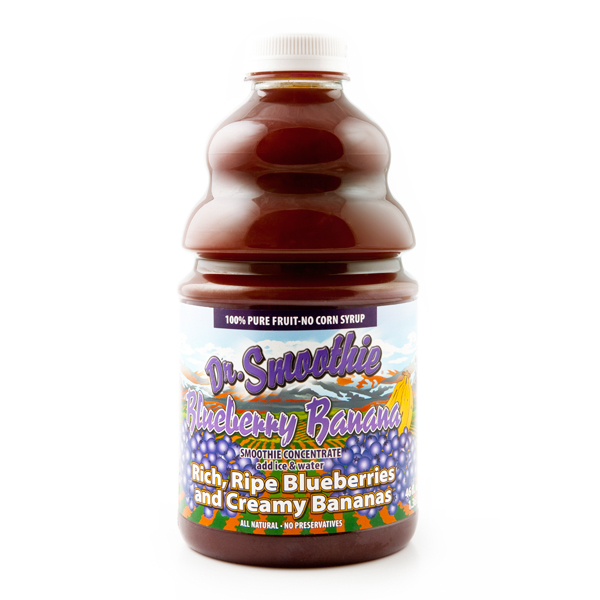 100% PURE FRUIT-NO CORN SYRUP
Dr. Smoothie
Blueberry Banana
SMOOTHIE CONCENTRATE
add ice & water
Rich, Ripe Blueberries
and Creamy Bananas
ALL NATURAL • NO PRESERVATIVES